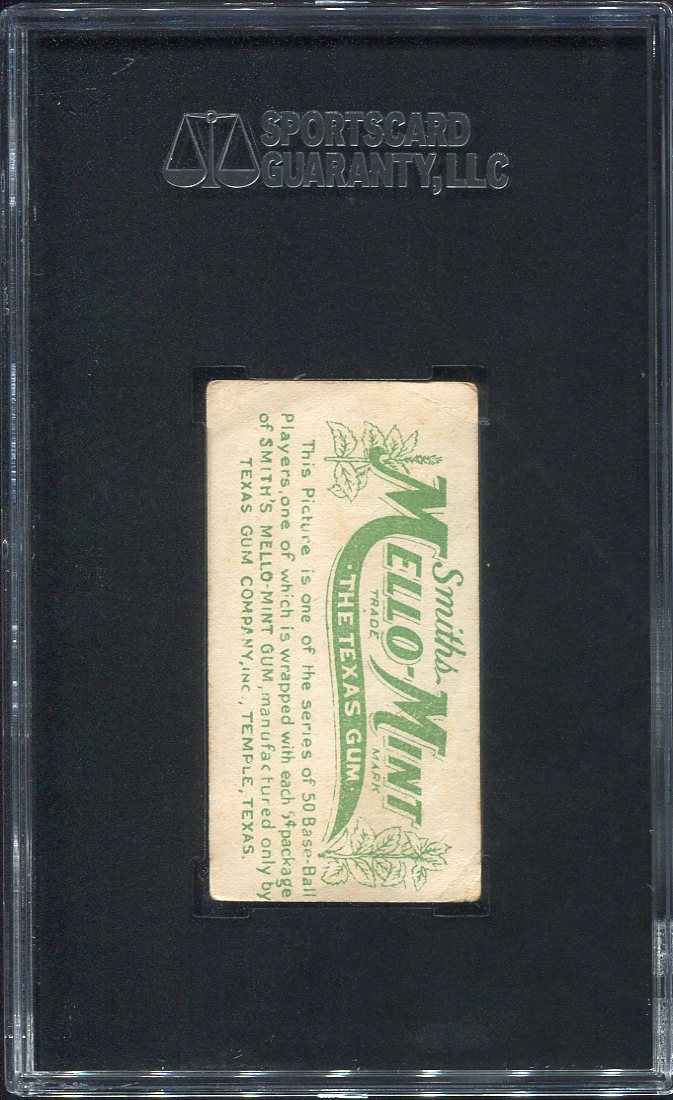 SPORTSCARD
GUARANTY, LLC
Smiths
MELLO-MINT
TRADE MARK
·THE TEXAS GUM·
This Picture is one of the series of 50 Base-Ball
Players, one of which is wrapped with each 5¢ package
of SMITH'S MELLO-MINT GUM, manufactured only by
TEXAS GUM COMPANY, INC., TEMPLE, TEXAS.